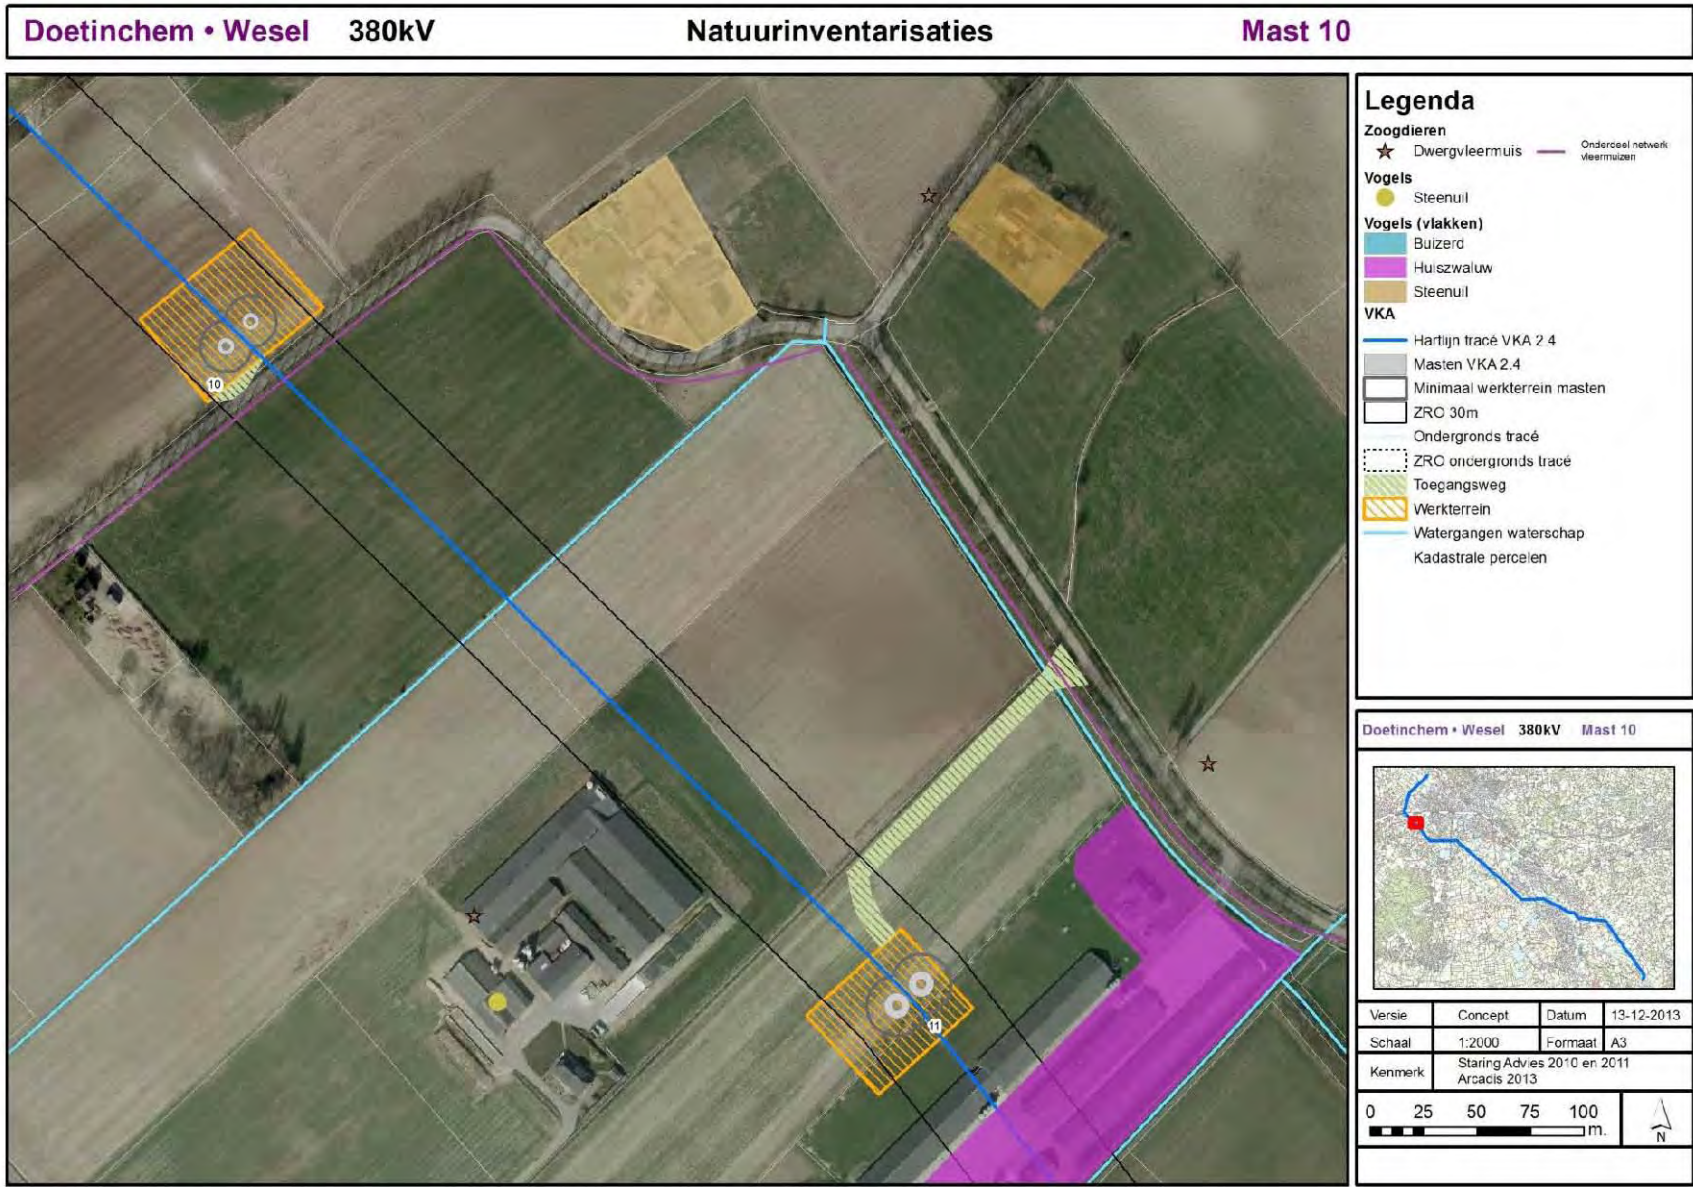 Doetinchem • Wesel 380kV Natuurinventarisaties Mast 10
10
11
Legenda
Zoogdieren
Dwergvleermuis
Onderdeel netwerk
vleermuizen
Vogels
Steenuil
Vogels (vlakken)
Buizerd
Huiszwaluw
Steenuil
VKA
Hartlijn tracé VKA 2.4
Masten VKA 2.4
Minimaal werkterrein masten
ZRO 30m
Ondergronds tracé
ZRO ondergronds tracé
Toegangsweg
Werkterrein
Watergangen waterschap
Kadastrale percelen
Doetinchem • Wesel 380kV Mast 10
Versie Concept Datum 13-12-2013
Schaal 1:2000 Formaat A3
Kenmerk Staring Advies 2010 en 2011
Arcadis 2013
0 25 50 75 100
m.
N